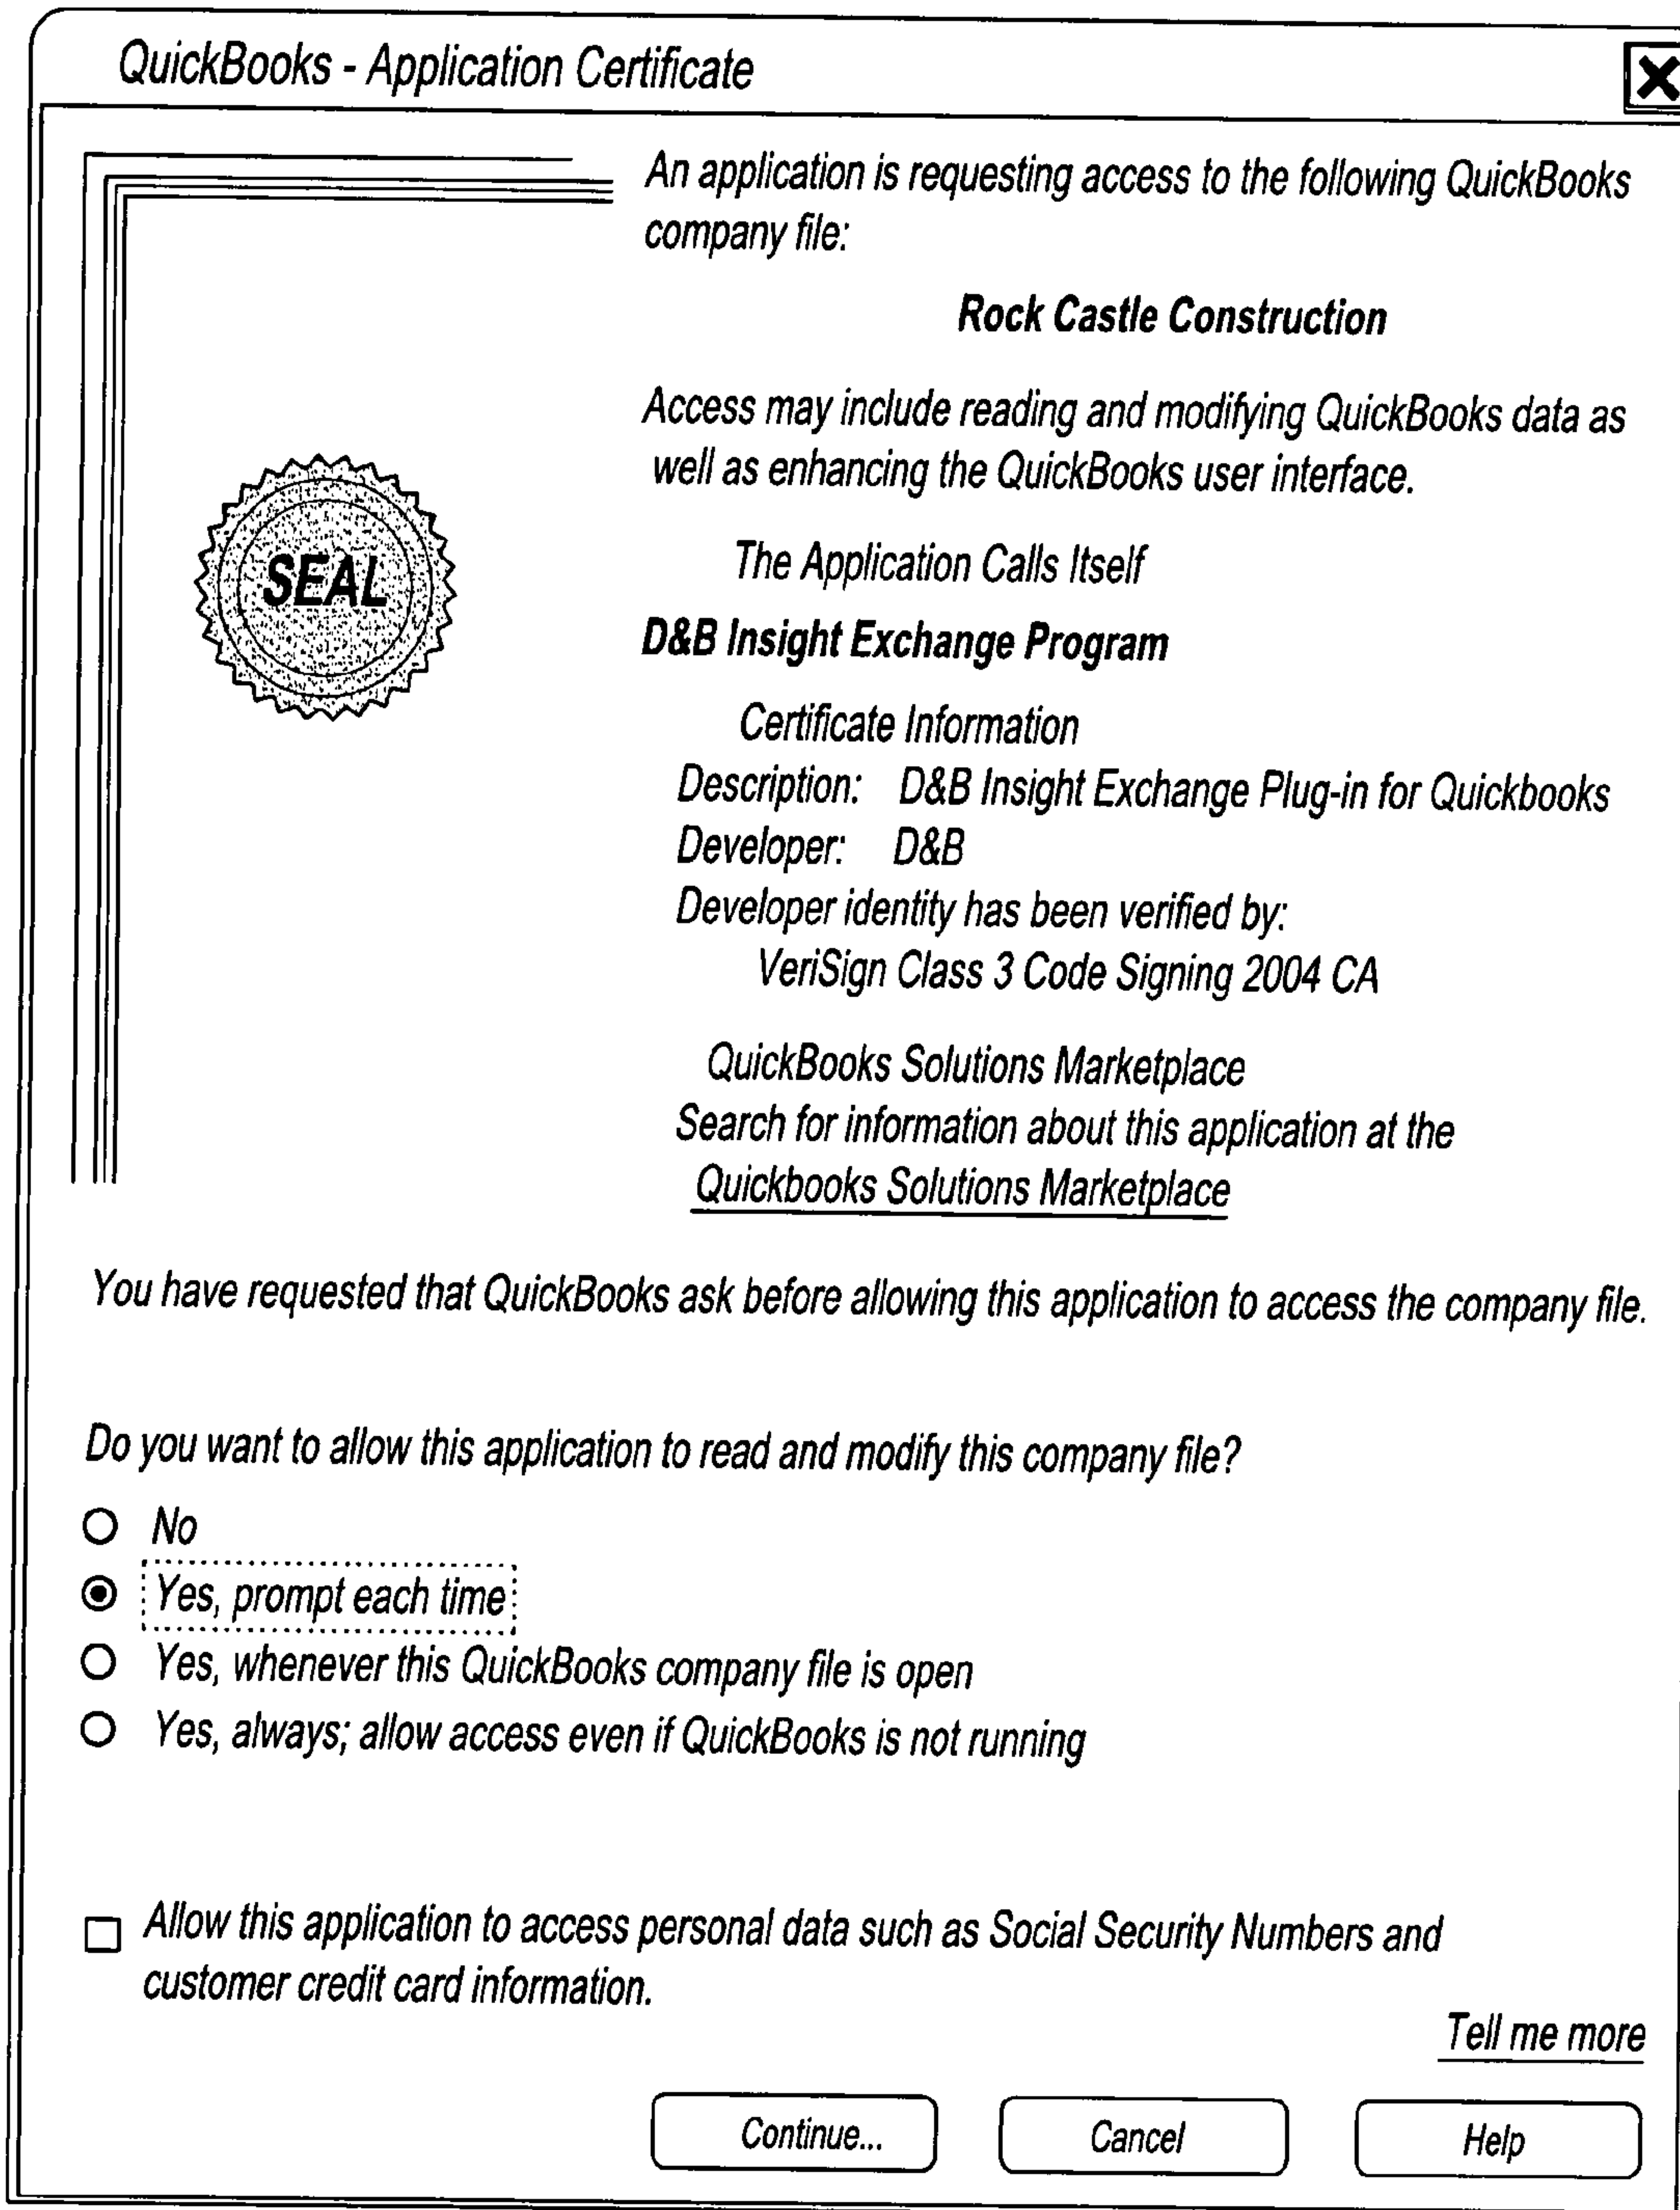 QuickBooks - Application Certificate
An application is requesting access to the following QuickBooks
company file:
Rock Castle Construction
Access may include reading and modifying QuickBooks data as
well as enhancing the QuickBooks user interface.
SEAL
The Application Calls Itself
D&B Insight Exchange Program
Certificate Information
Description: D&B Insight Exchange Plug-in for Quickbooks
Developer: D&B
Developer identity has been verified by:
VeriSign Class 3 Code Signing 2004 CA
QuickBooks Solutions Marketplace
Search for information about this application at the
Quickbooks Solutions Marketplace
You have requested that QuickBooks ask before allowing this application to access the company file.
Do you want to allow this application to read and modify this company file?
No
Yes, prompt each time
Yes, whenever this QuickBooks company file is open
Yes, always; allow access even if QuickBooks is not running
Allow this application to access personal data such as Social Security Numbers and
customer credit card information.
Tell me more
Continue... Cancel Help